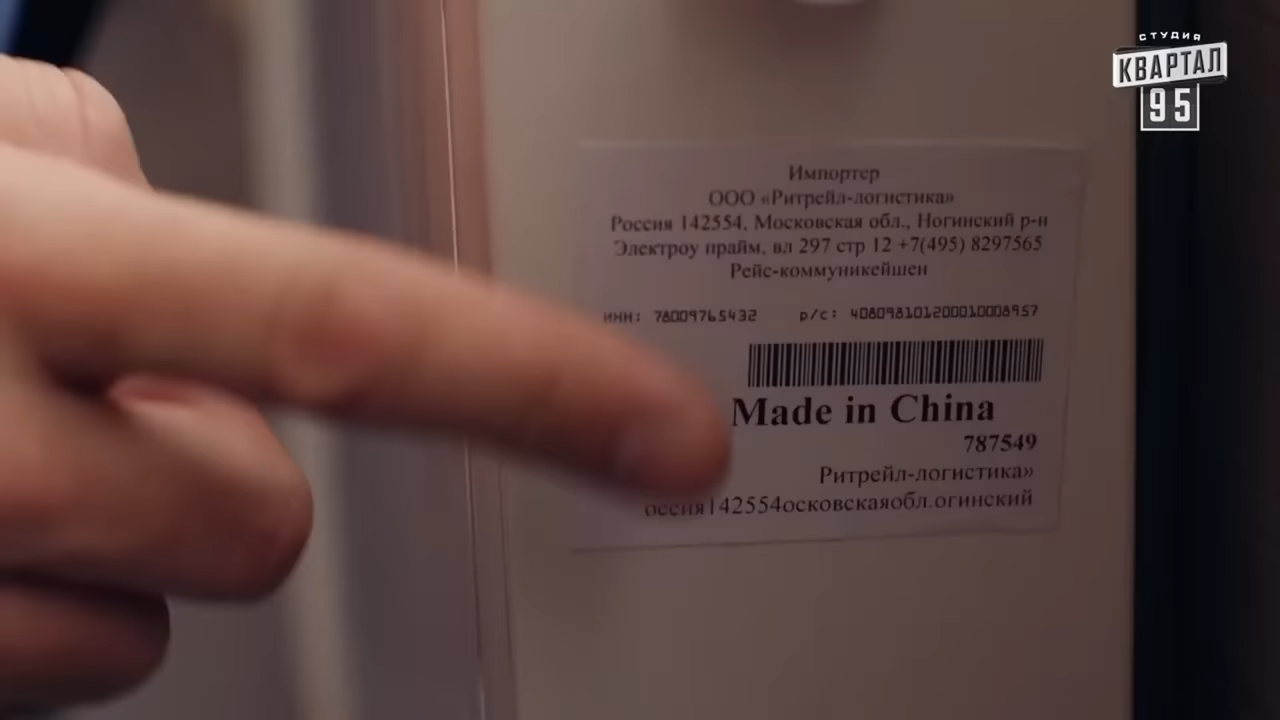 СТУДИЯ
КВАРТАЛ
95
Импортер
ООО «Ритрейл-логистика»
Россия 142554, Московская обл., Ногинский р-н
Электроу прайм, вл 297 стр 12 +7(495) 8297565
Рейс-коммуникейшен
ИНН: 78009765432 р/с: 408098101200010008957
Made in China
787549
Ритрейл-логистика»
оссия142554осковскаяобл.огинский